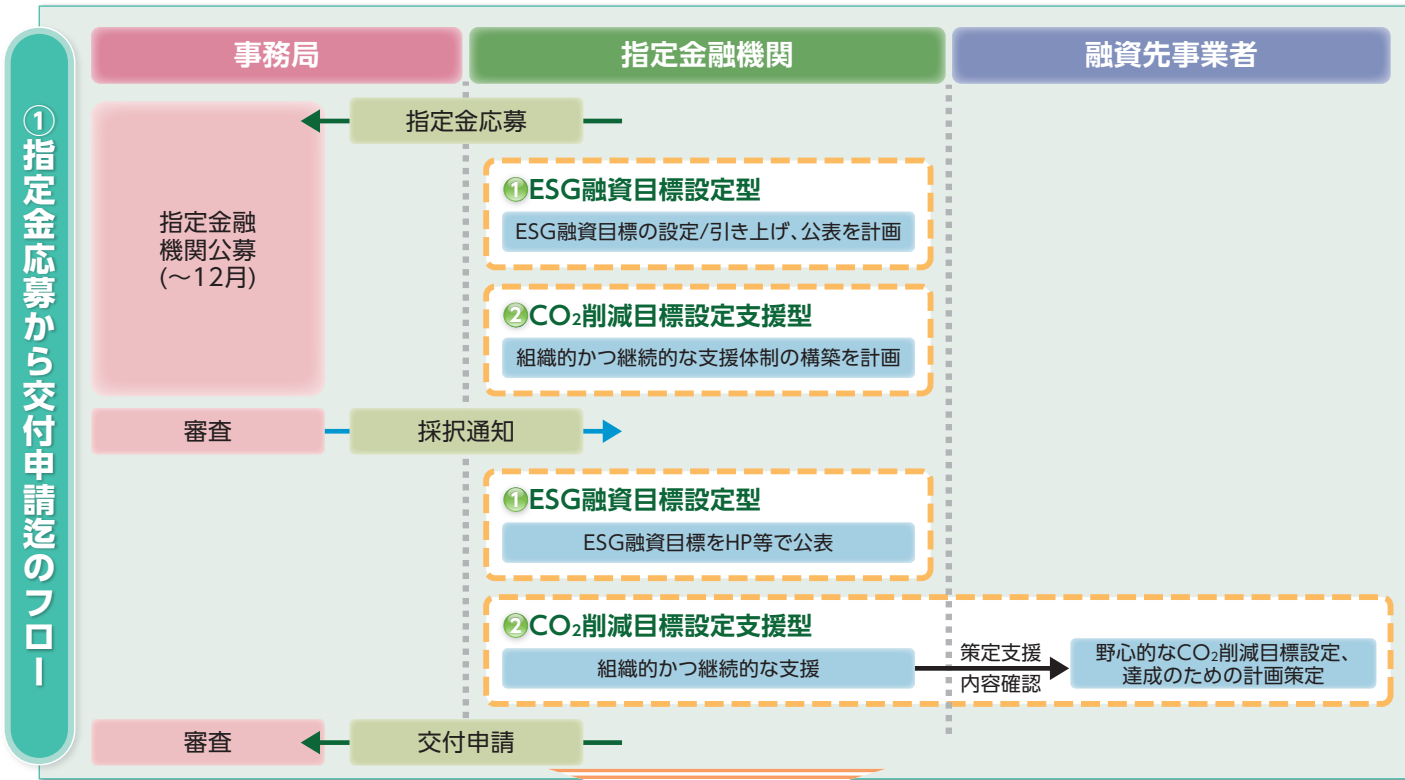 ①指定金応募から交付申請迄のフロー
事務局
指定金融機関
融資先事業者
指定金応募
指定金融
機関公募
(～12月)
❶ESG融資目標設定型
ESG融資目標の設定/引き上げ、公表を計画
❷CO₂削減目標設定支援型
組織的かつ継続的な支援体制の構築を計画
審査
採択通知
❶ESG融資目標設定型
ESG融資目標をHP等で公表
❷CO₂削減目標設定支援型
組織的かつ継続的な支援
策定支援
内容確認
野心的なCO₂削減目標設定、
達成のための計画策定
審査
交付申請